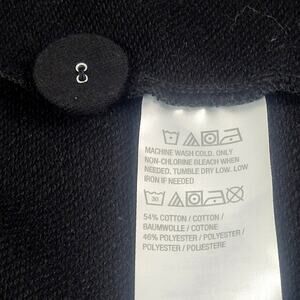 MACHINE WASH COLD. ONLY
NON-CHLORINE BLEACH WHEN
NEEDED. TUMBLE DRY LOW. LOW
IRON IF NEEDED
30
54% COTTON / COTTON /
BAUMWOLLE / COTONE
46% POLYESTER / POLYESTER /
POLYESTER / POLIESTERE